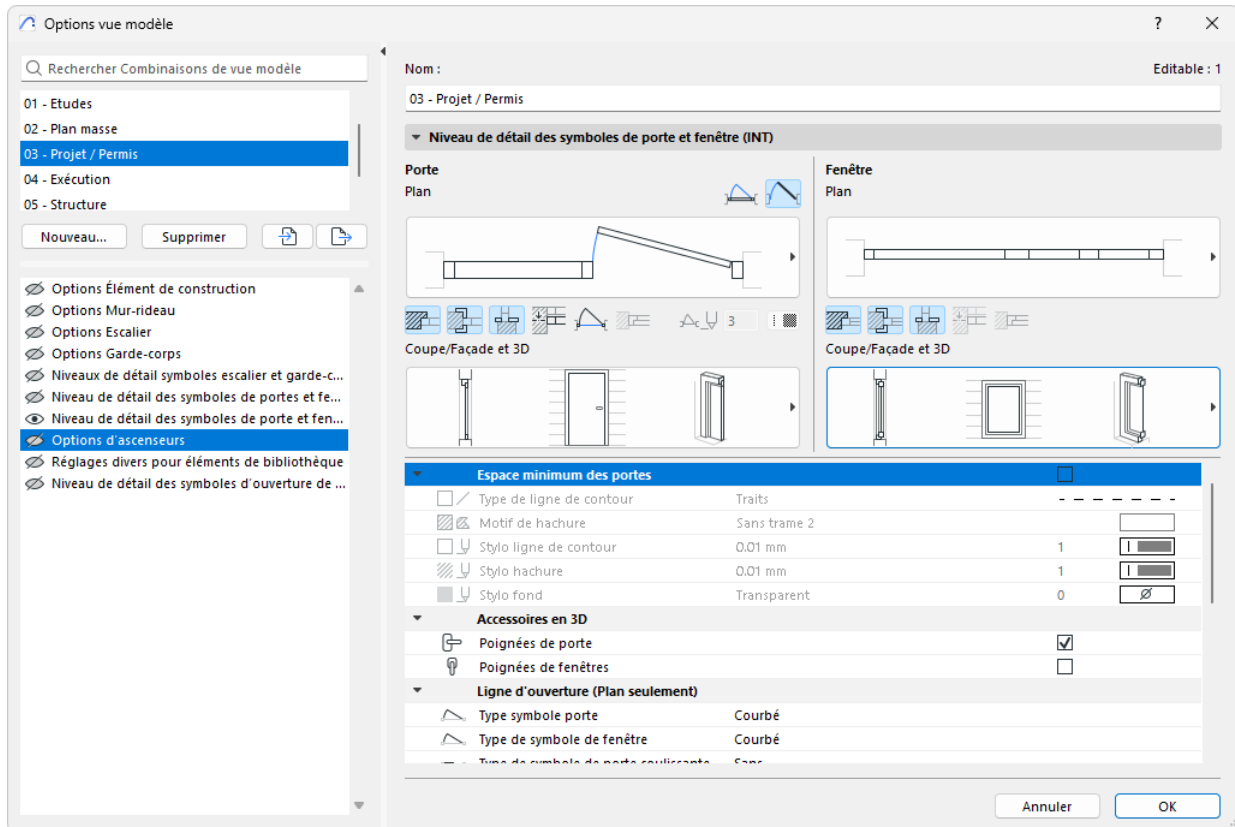 Options vue modèle
?
Rechercher Combinaisons de vue modèle
01 - Etudes
02 - Plan masse
03 - Projet / Permis
04 - Exécution
05 - Structure
Nouveau...
Supprimer
Options Élément de construction
Options Mur-rideau
Options Escalier
Options Garde-corps
Niveaux de détail symboles escalier et garde-c...
Niveau de détail des symboles de portes et fe...
Niveau de détail des symboles de porte et fen...
Options d'ascenseurs
Réglages divers pour éléments de bibliothèque
Niveau de détail des symboles d'ouverture de ...
Nom :
Editable : 1
03 - Projet / Permis
Niveau de détail des symboles de porte et fenêtre (INT)
Porte
Plan
Fenêtre
Plan
3
Coupe/Façade et 3D
Coupe/Façade et 3D
Espace minimum des portes
Type de ligne de contour Traits
Motif de hachure Sans trame 2
Stylo ligne de contour 0.01 mm 1
Stylo hachure 0.01 mm 1
Stylo fond Transparent 0
Accessoires en 3D
Poignées de porte
Poignées de fenêtres
Ligne d'ouverture (Plan seulement)
Type symbole porte Courbé
Type de symbole de fenêtre Courbé
Type de symbole de porte coulissante Sans
Annuler
OK